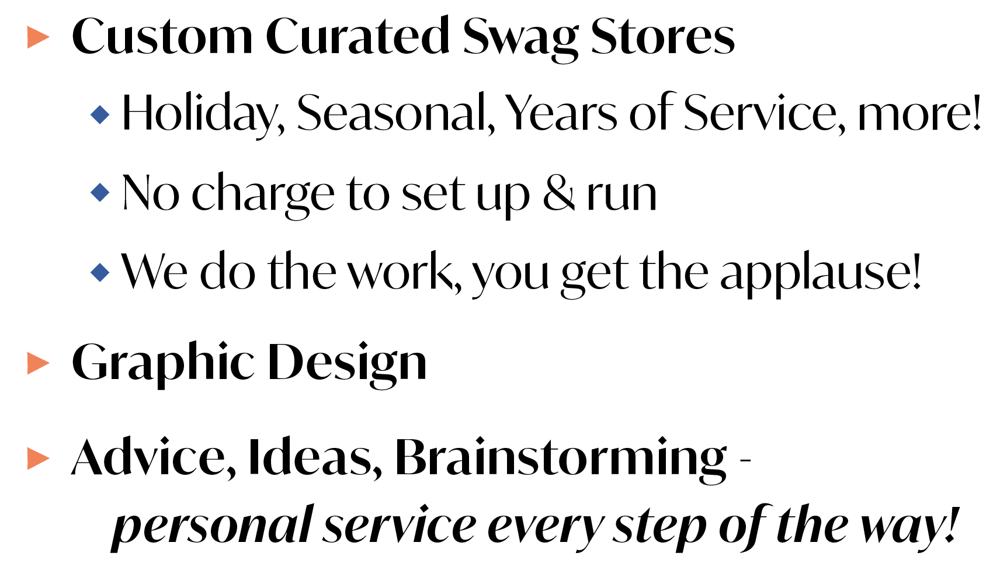 Custom Curated Swag Stores
Holiday, Seasonal, Years of Service, more!
No charge to set up & run
We do the work, you get the applause!
Graphic Design
Advice, Ideas, Brainstorming -
personal service every step of the way!